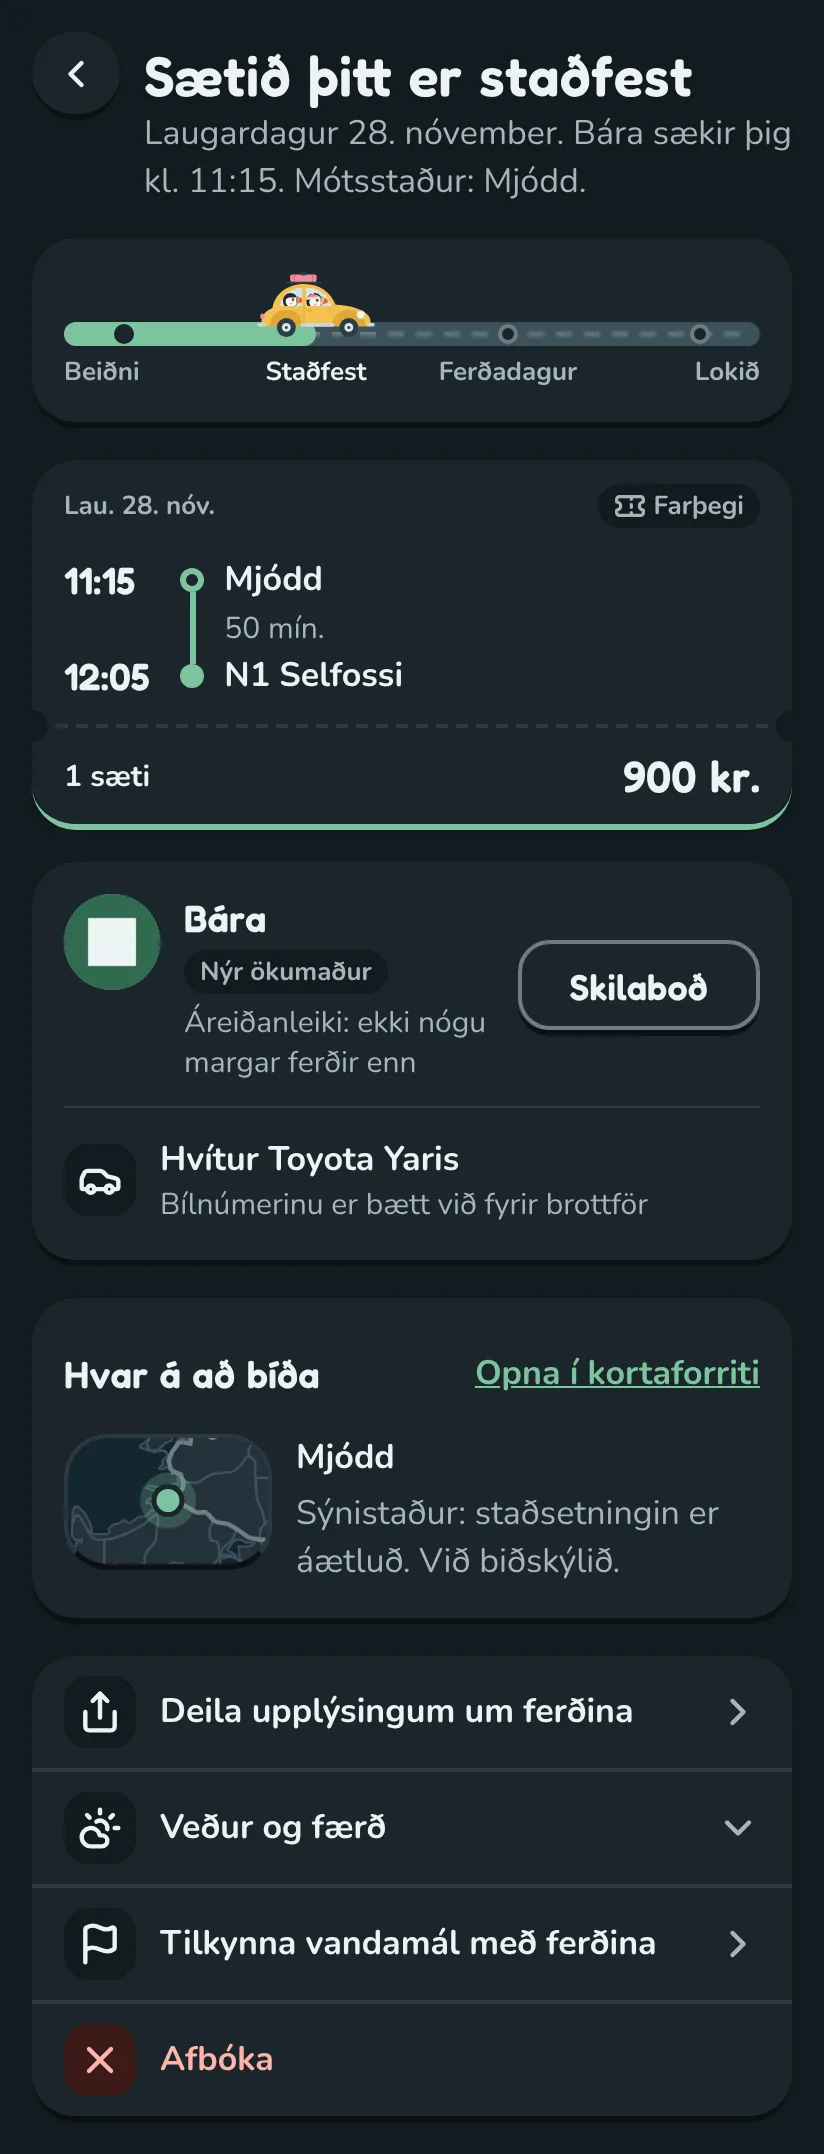 Sætið þitt er staðfest
Laugardagur 28. nóvember. Bára sækir þig
kl. 11:15. Mótsstaður: Mjódd.
Beiðni
Staðfest
Ferðadagur
Lokið
Lau. 28. nóv.
Farþegi
11:15
Mjódd
50 mín.
12:05
N1 Selfossi
1 sæti
900 kr.
Bára
Nýr ökumaður
Áreiðanleiki: ekki nógu
margar ferðir enn
Skilaboð
Hvítur Toyota Yaris
Bílnúmerinu er bætt við fyrir brottför
Hvar á að bíða
Opna í kortaforriti
Mjódd
Sýnistaður: staðsetningin er
áætluð. Við biðskýlið.
Deila upplýsingum um ferðina
Veður og færð
Tilkynna vandamál með ferðina
Afbóka